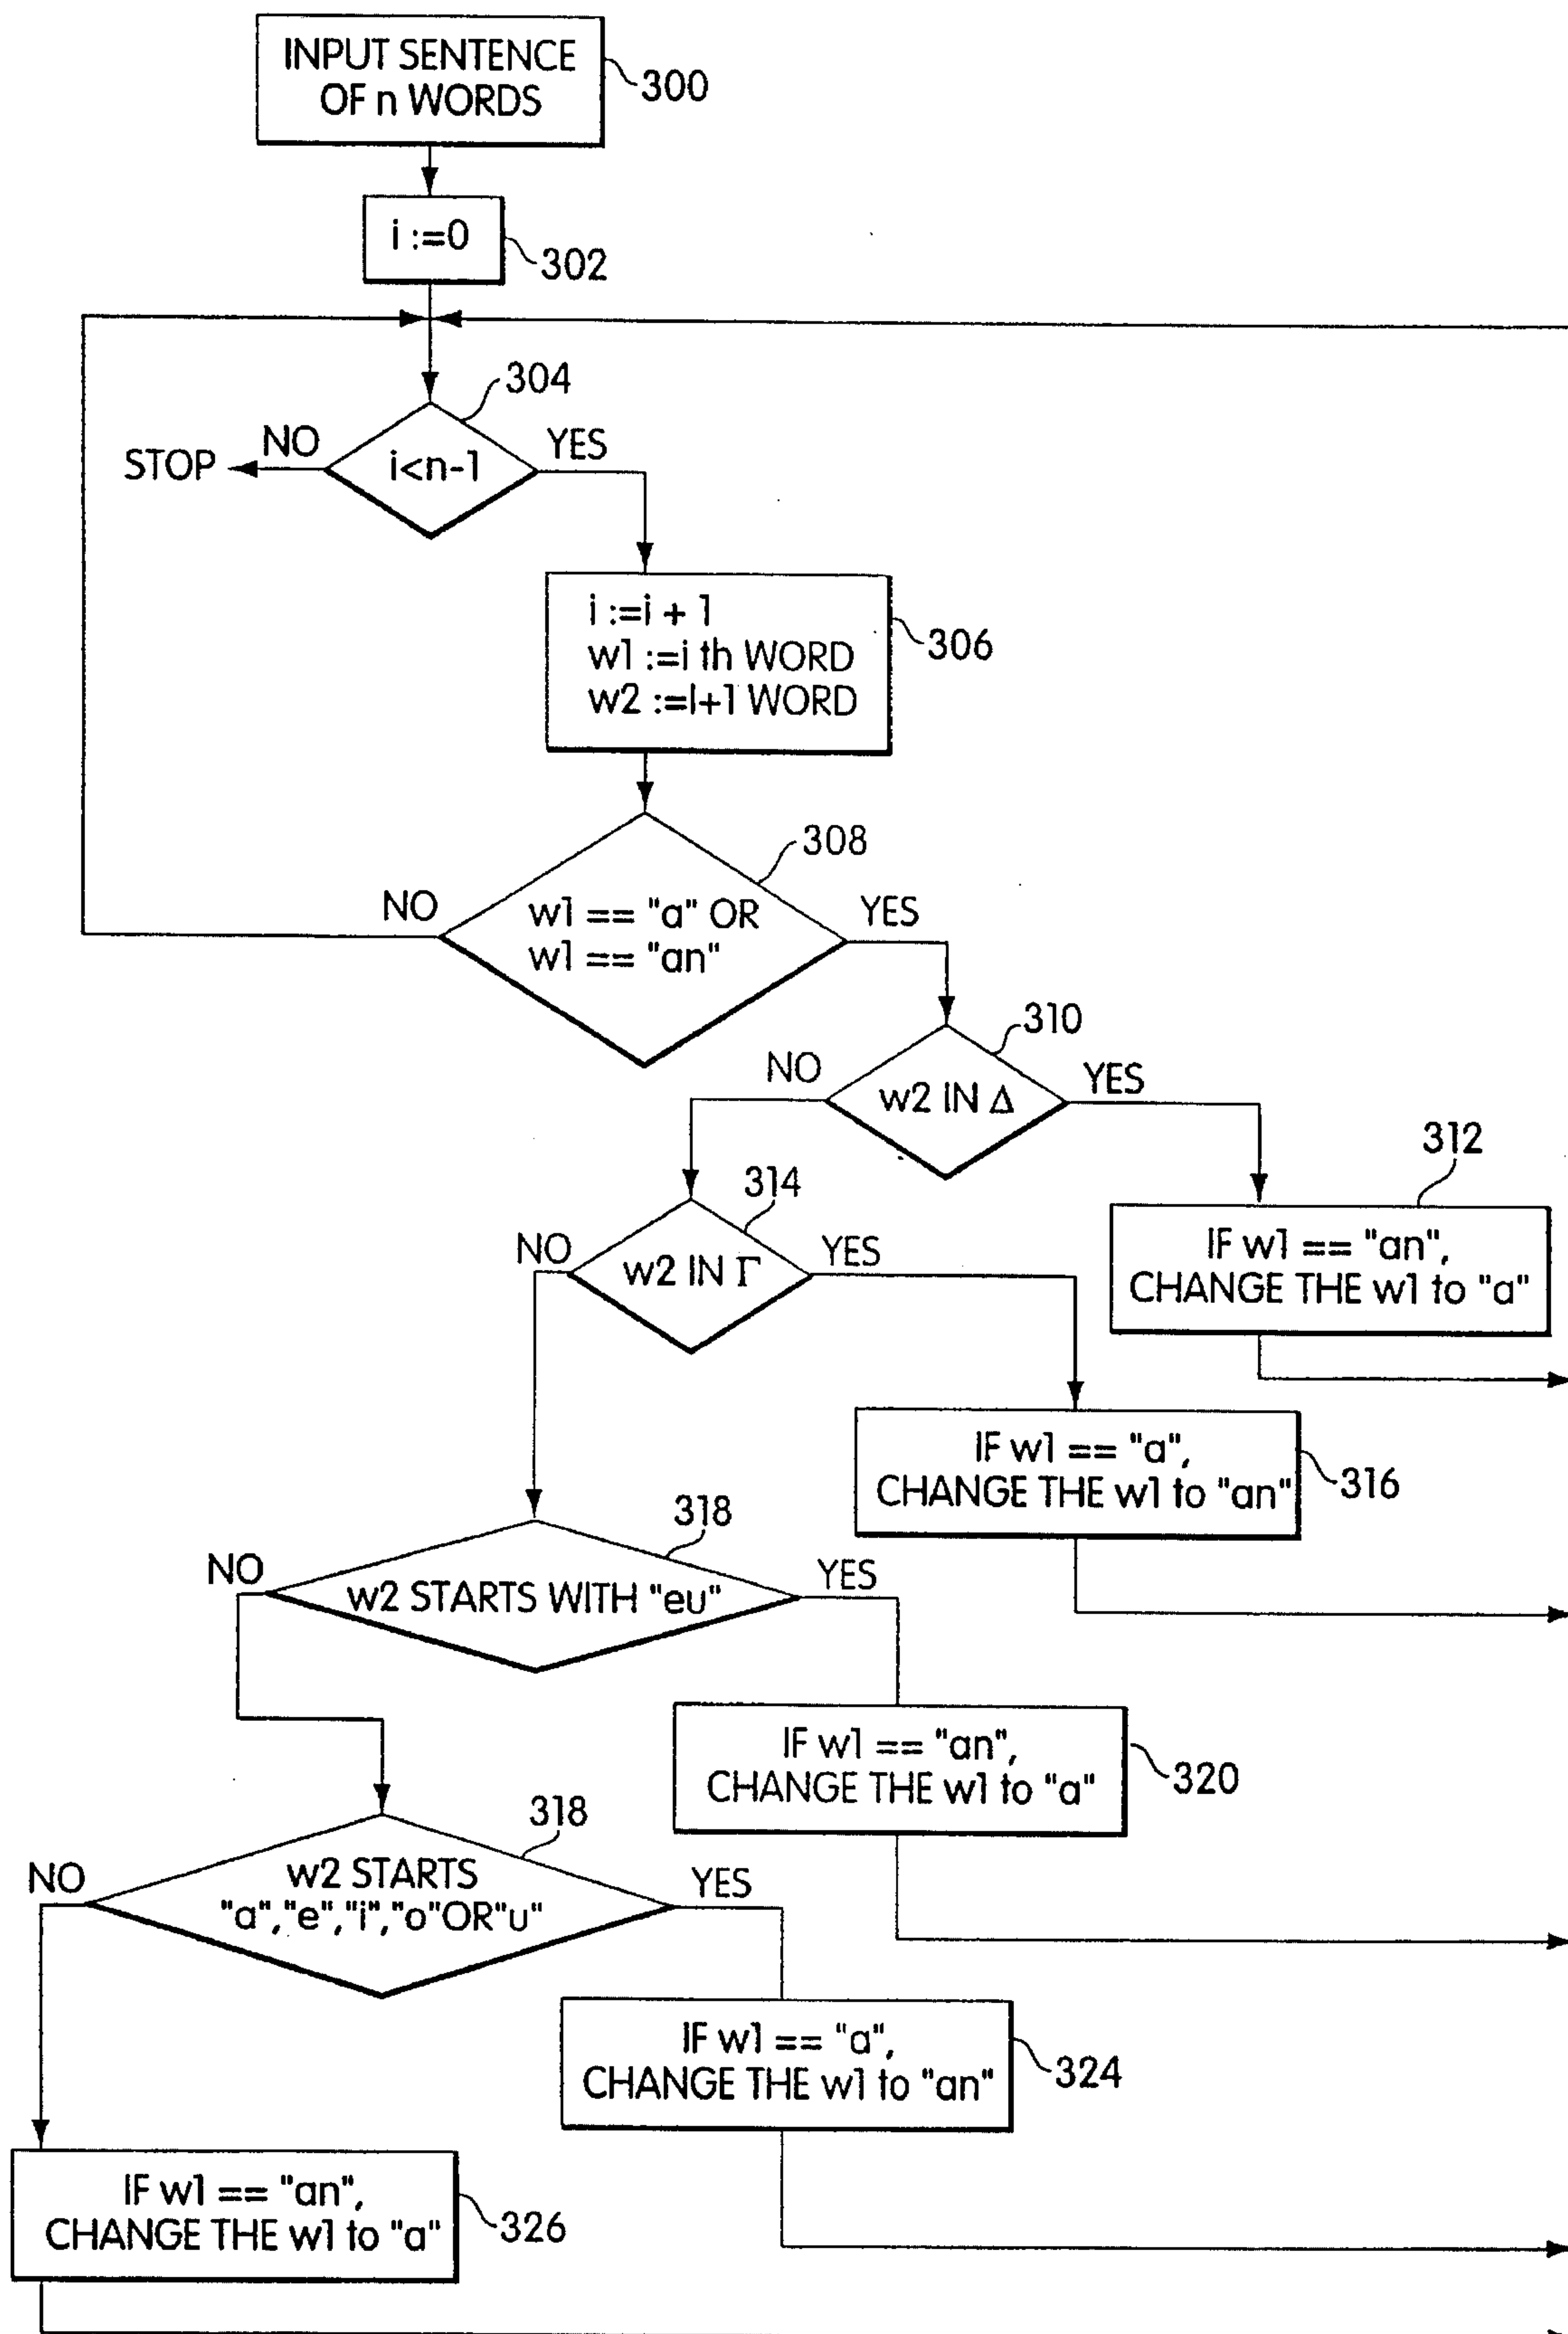 INPUT SENTENCE
OF n WORDS
300
i :=0
302
304
NO
YES
STOP
i<n-1
i :=i + 1
w1 :=i th WORD
w2 :=I+1 WORD
306
308
NO
YES
w1 == "a" OR
w1 == "an"
310
NO
YES
w2 IN Δ
312
IF w1 == "an",
CHANGE THE w1 to "a"
314
NO
YES
w2 IN Γ
IF w1 == "a",
CHANGE THE w1 to "an"
316
318
NO
YES
w2 STARTS WITH "eu"
IF w1 == "an",
CHANGE THE w1 to "a"
320
318
NO
YES
w2 STARTS
"a","e","i","o"OR"u"
IF w1 == "a",
CHANGE THE w1 to "an"
324
IF w1 == "an",
CHANGE THE w1 to "a"
326